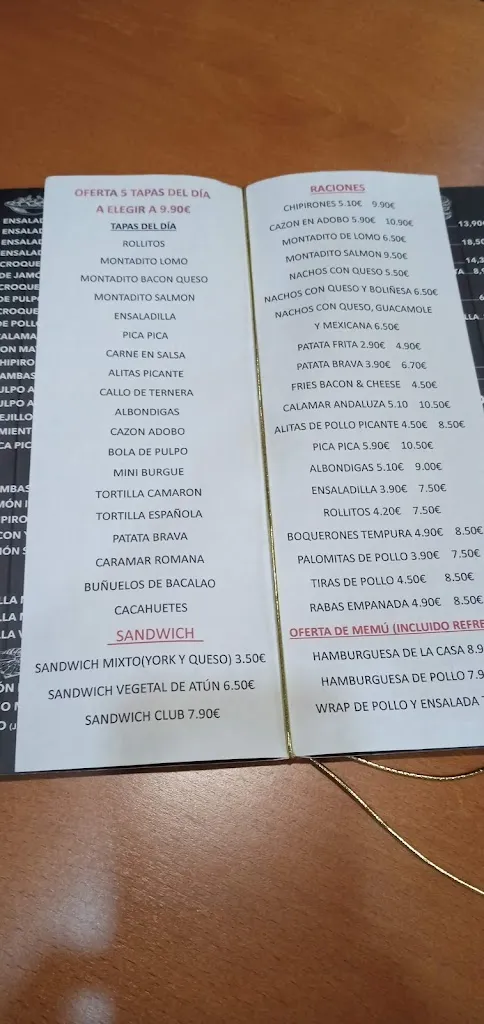 OFERTA 5 TAPAS DEL DÍA
A ELEGIR A 9.90€
TAPAS DEL DÍA
ROLLITOS
MONTADITO LOMO
MONTADITO BACON QUESO
MONTADITO SALMON
ENSALADILLA
PICA PICA
CARNE EN SALSA
ALITAS PICANTE
CALLO DE TERNERA
ALBONDIGAS
CAZON ADOBO
BOLA DE PULPO
MINI BURGUE
TORTILLA CAMARON
TORTILLA ESPAÑOLA
PATATA BRAVA
CARAMAR ROMANA
BUÑUELOS DE BACALAO
CACAHUETES
SANDWICH
SANDWICH MIXTO(YORK Y QUESO) 3.50€
SANDWICH VEGETAL DE ATÚN 6.50€
SANDWICH CLUB 7.90€
RACIONES
CHIPIRONES 5.10€ 9.90€
CAZON EN ADOBO 5.90€ 10.90€
MONTADITO DE LOMO 6.50€
MONTADITO SALMON 9.50€
NACHOS CON QUESO 5.50€
NACHOS CON QUESO Y BOLIÑESA 6.50€
NACHOS CON QUESO, GUACAMOLE
Y MEXICANA 6.50€
PATATA FRITA 2.90€ 4.90€
PATATA BRAVA 3.90€ 6.70€
FRIES BACON & CHEESE 4.50€
CALAMAR ANDALUZA 5.10 10.50€
ALITAS DE POLLO PICANTE 4.50€ 8.50€
PICA PICA 5.90€ 10.50€
ALBONDIGAS 5.10€ 9.00€
ENSALADILLA 3.90€ 7.50€
ROLLITOS 4.20€ 7.50€
BOQUERONES TEMPURA 4.90€ 8.50€
PALOMITAS DE POLLO 3.90€ 7.50€
TIRAS DE POLLO 4.50€ 8.50€
RABAS EMPANADA 4.90€ 8.50€
OFERTA DE MENÚ (INCLUIDO REFRE
HAMBURGUESA DE LA CASA 8.9
HAMBURGUESA DE POLLO 7.9
WRAP DE POLLO Y ENSALADA